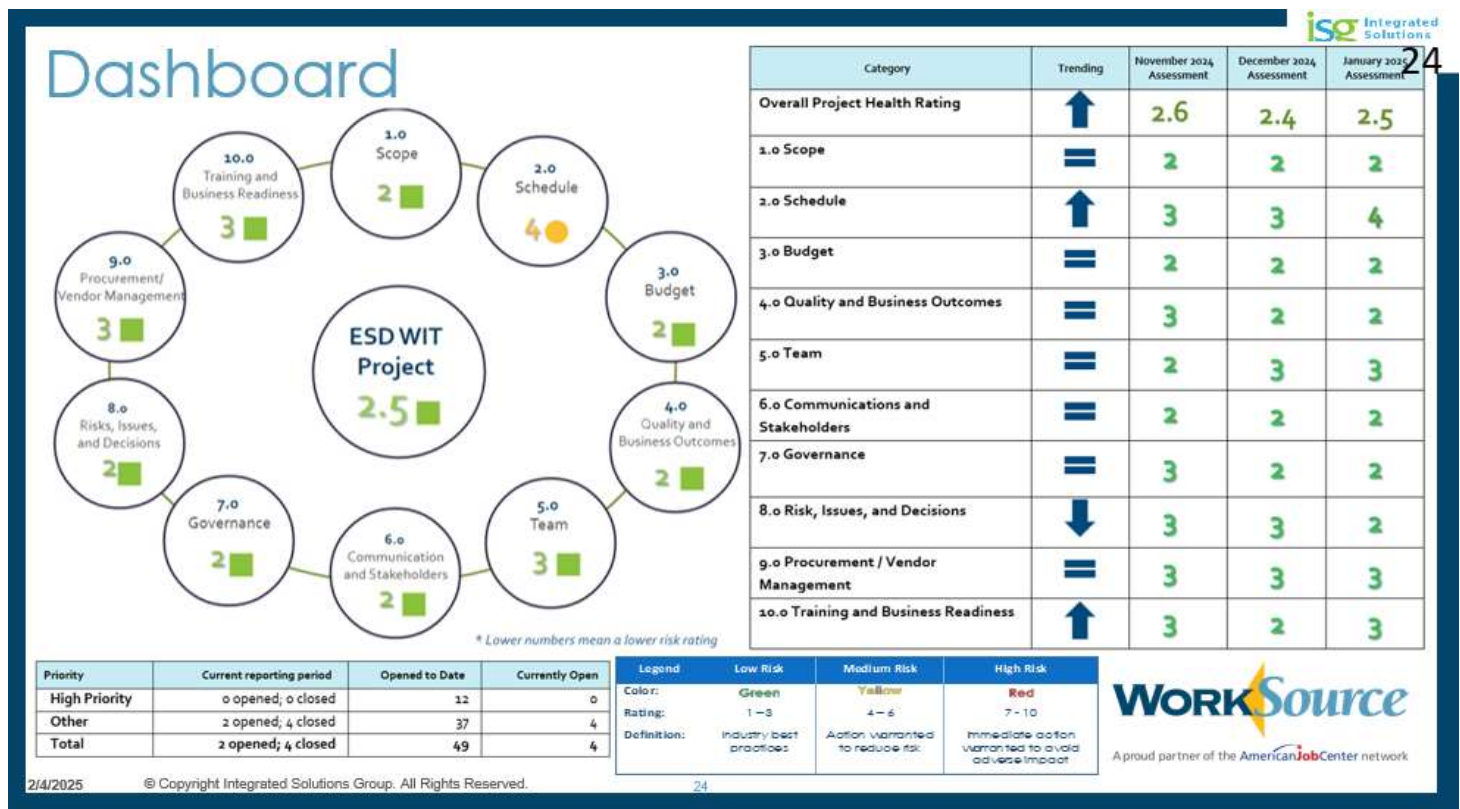 isg Integrated
Solutions
24
Dashboard
1.0
Scope
2
2.0
Schedule
4
3.0
Budget
2
4.0
Quality and
Business Outcomes
2
5.0
Team
3
6.0
Communication
and Stakeholders
2
7.0
Governance
2
8.0
Risks, Issues,
and Decisions
2
9.0
Procurement/
Vendor Management
3
10.0
Training and
Business Readiness
3
ESD WIT
Project
2.5
* Lower numbers mean a lower risk rating
Category Trending November 2024 Assessment December 2024 Assessment January 2025 Assessment
Overall Project Health Rating 2.6 2.4 2.5
1.0 Scope 2 2 2
2.0 Schedule 3 3 4
3.0 Budget 2 2 2
4.0 Quality and Business Outcomes 3 2 2
5.0 Team 2 3 3
6.0 Communications and
Stakeholders 2 2 2
7.0 Governance 3 2 2
8.0 Risk, Issues, and Decisions 3 3 2
9.0 Procurement / Vendor
Management 3 3 3
10.0 Training and Business Readiness 3 2 3
Priority Current reporting period Opened to Date Currently Open
High Priority 0 opened; 0 closed 12 0
Other 2 opened; 4 closed 37 4
Total 2 opened; 4 closed 49 4
Legend Low Risk Medium Risk High Risk
Color: Green Yellow Red
Rating: 1 – 3 4 – 6 7 - 10
Definition: Industry best practices Action warranted to reduce risk Immediate action warranted to avoid adverse impact
WORKSource
A proud partner of the AmericanJobCenter network
2/4/2025
© Copyright Integrated Solutions Group. All Rights Reserved.
24